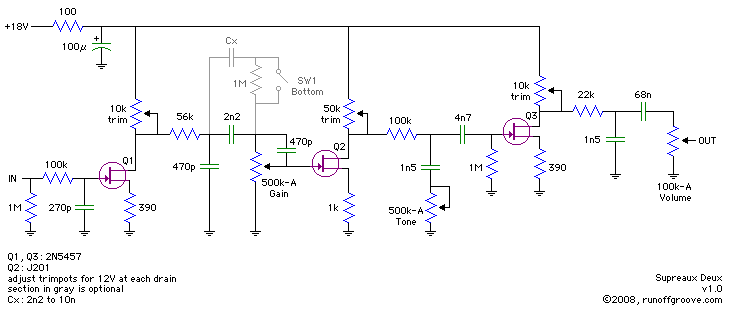 +18V
100
100µ
+
10k
trim
56k
Cx
1M
SW1
Bottom
2n2
470p
470p
500k-A
Gain
IN
100k
1M
270p
Q1
390
50k
trim
Q2
1k
100k
1n5
500k-A
Tone
4n7
1M
10k
trim
Q3
390
22k
68n
1n5
OUT
100k-A
Volume
Q1, Q3: 2N5457
Q2: J201
adjust trimpots for 12V at each drain
section in gray is optional
Cx: 2n2 to 10n
Supreaux Deux
v1.0
©2008, runoffgroove.com